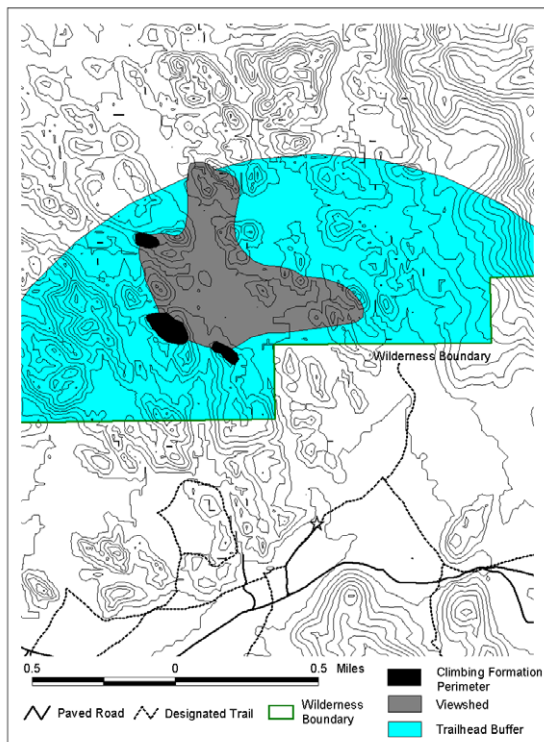 Wilderness Boundary
0.5 0 0.5 Miles
Paved Road
Designated Trail
Wilderness
Boundary
Climbing Formation
Perimeter
Viewshed
Trailhead Buffer